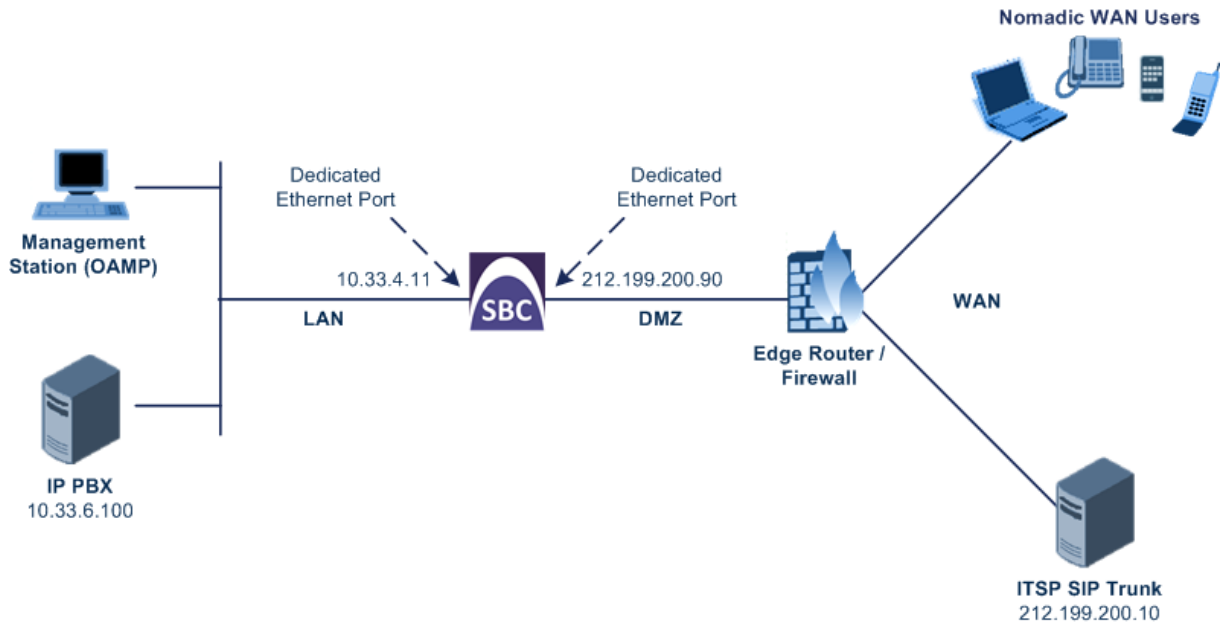 Nomadic WAN Users
Dedicated
Ethernet Port
Dedicated
Ethernet Port
Management
Station (OAMP)
10.33.4.11
SBC
212.199.200.90
LAN
DMZ
WAN
Edge Router /
Firewall
IP PBX
10.33.6.100
ITSP SIP Trunk
212.199.200.10